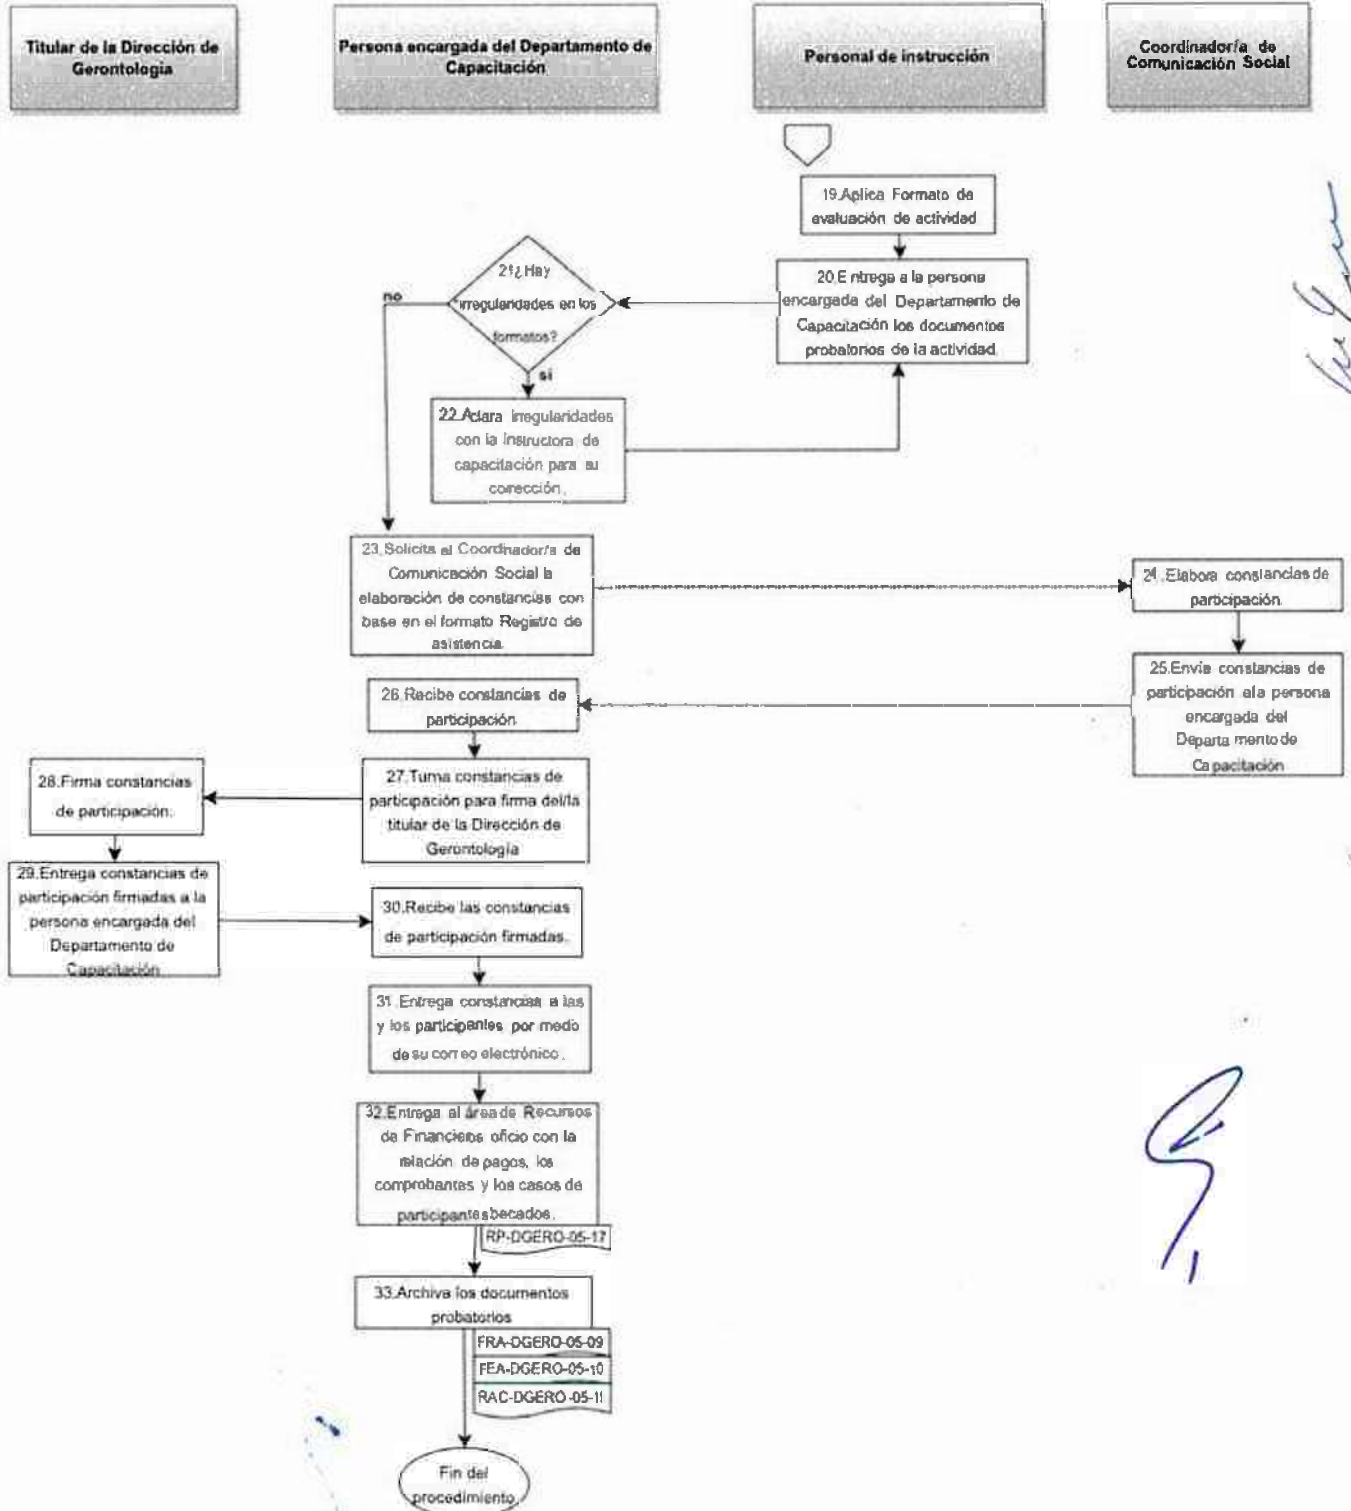 Titular de la Dirección de
Gerontología
Persona encargada del Departamento de
Capacitación
Personal de instrucción
Coordinador/a de
Comunicación Social
19.Aplica Formato de
evaluación de actividad
20.Entrega a la persona
encargada del Departamento de
Capacitación los documentos
probatorios de la actividad.
21¿Hay
irregularidades en los
formatos?
no
sí
22.Aclara irregularidades
con la instructora de
capacitación para su
corrección.
23.Solicita al Coordinador/a de
Comunicación Social la
elaboración de constancias con
base en el formato Registro de
asistencia.
24.Elabora constancias de
participación.
25.Envía constancias de
participación ala persona
encargada del
Departamento de
Capacitación
26.Recibe constancias de
participación
27.Turna constancias de
participación para firma del/la
titular de la Dirección de
Gerontología
28.Firma constancias
de participación.
29.Entrega constancias de
participación firmadas a la
persona encargada del
Departamento de
Capacitación
30.Recibe las constancias
de participación firmadas.
31.Entrega constancias a las
y los participantes por medio
de su correo electrónico.
32.Entrega al área de Recursos
de Financieros oficio con la
relación de pagos, los
comprobantes y los casos de
participantes becados.
RP-DGERO-05-17
33.Archiva los documentos
probatorios
FRA-DGERO-05-09
FEA-DGERO-05-10
RAC-DGERO-05-11
Fin del
procedimiento.